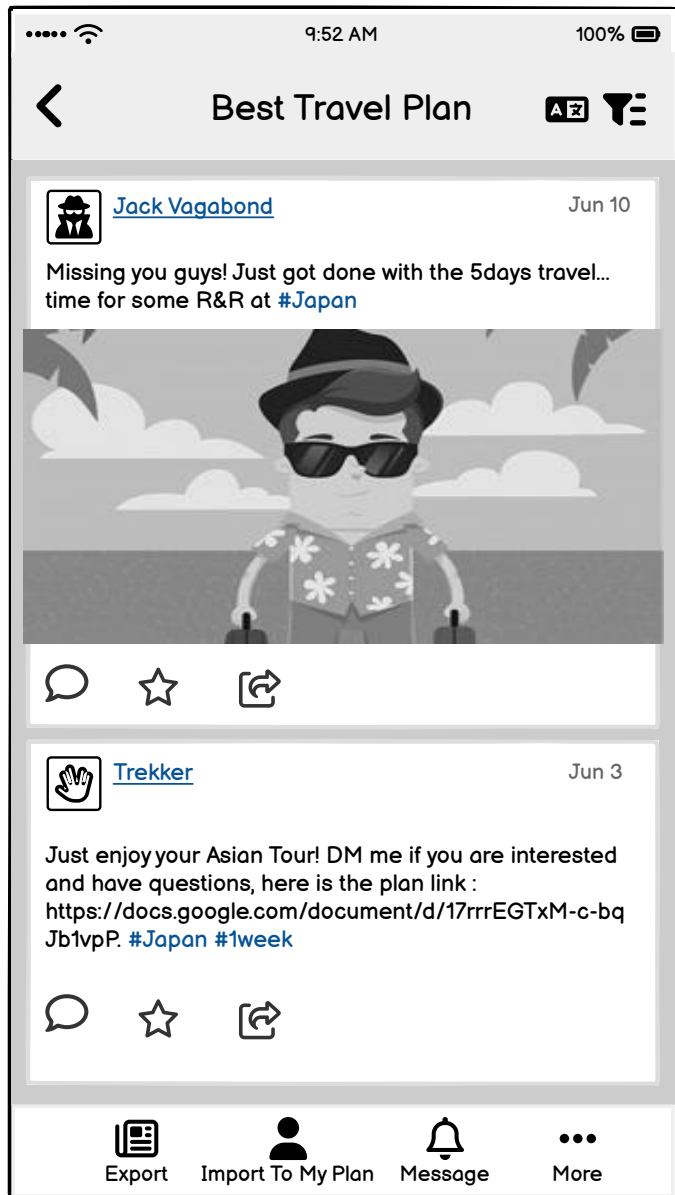 9:52 AM
100%
Best Travel Plan
A 文
Jack Vagabond
Jun 10
Missing you guys! Just got done with the 5days travel...
time for some R&R at #Japan
Trekker
Jun 3
Just enjoy your Asian Tour! DM me if you are interested
and have questions, here is the plan link :
https://docs.google.com/document/d/17rrrEGTxM-c-bq
Jb1vpP. #Japan #1week
Export
Import To My Plan
Message
More